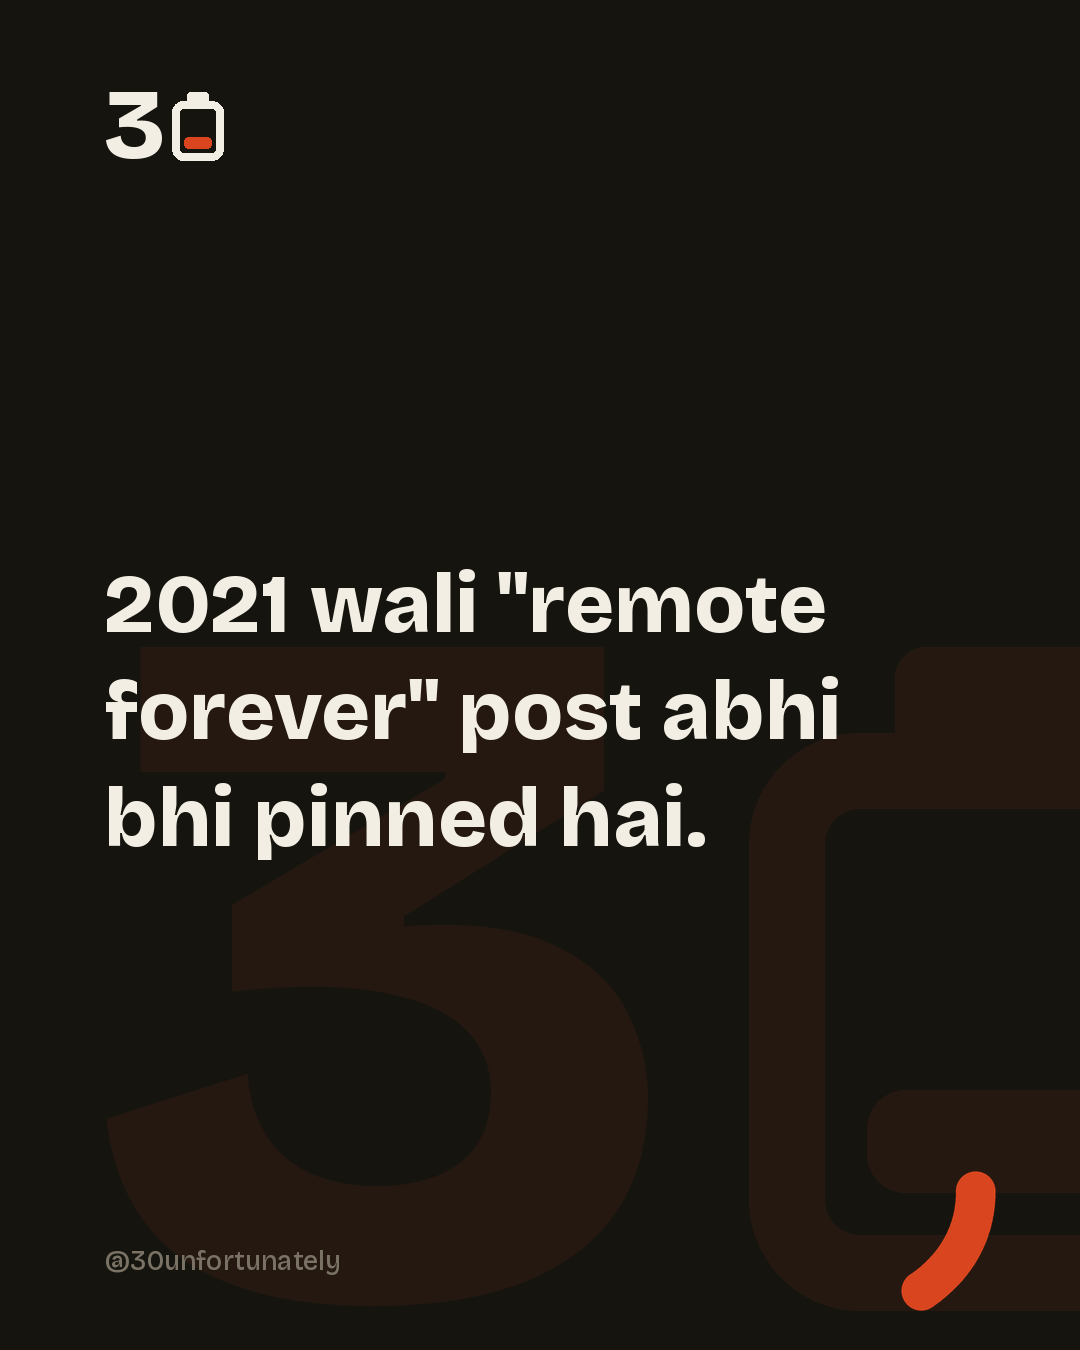 30
2021 wali "remote
forever" post abhi
bhi pinned hai.
@30unfortunately